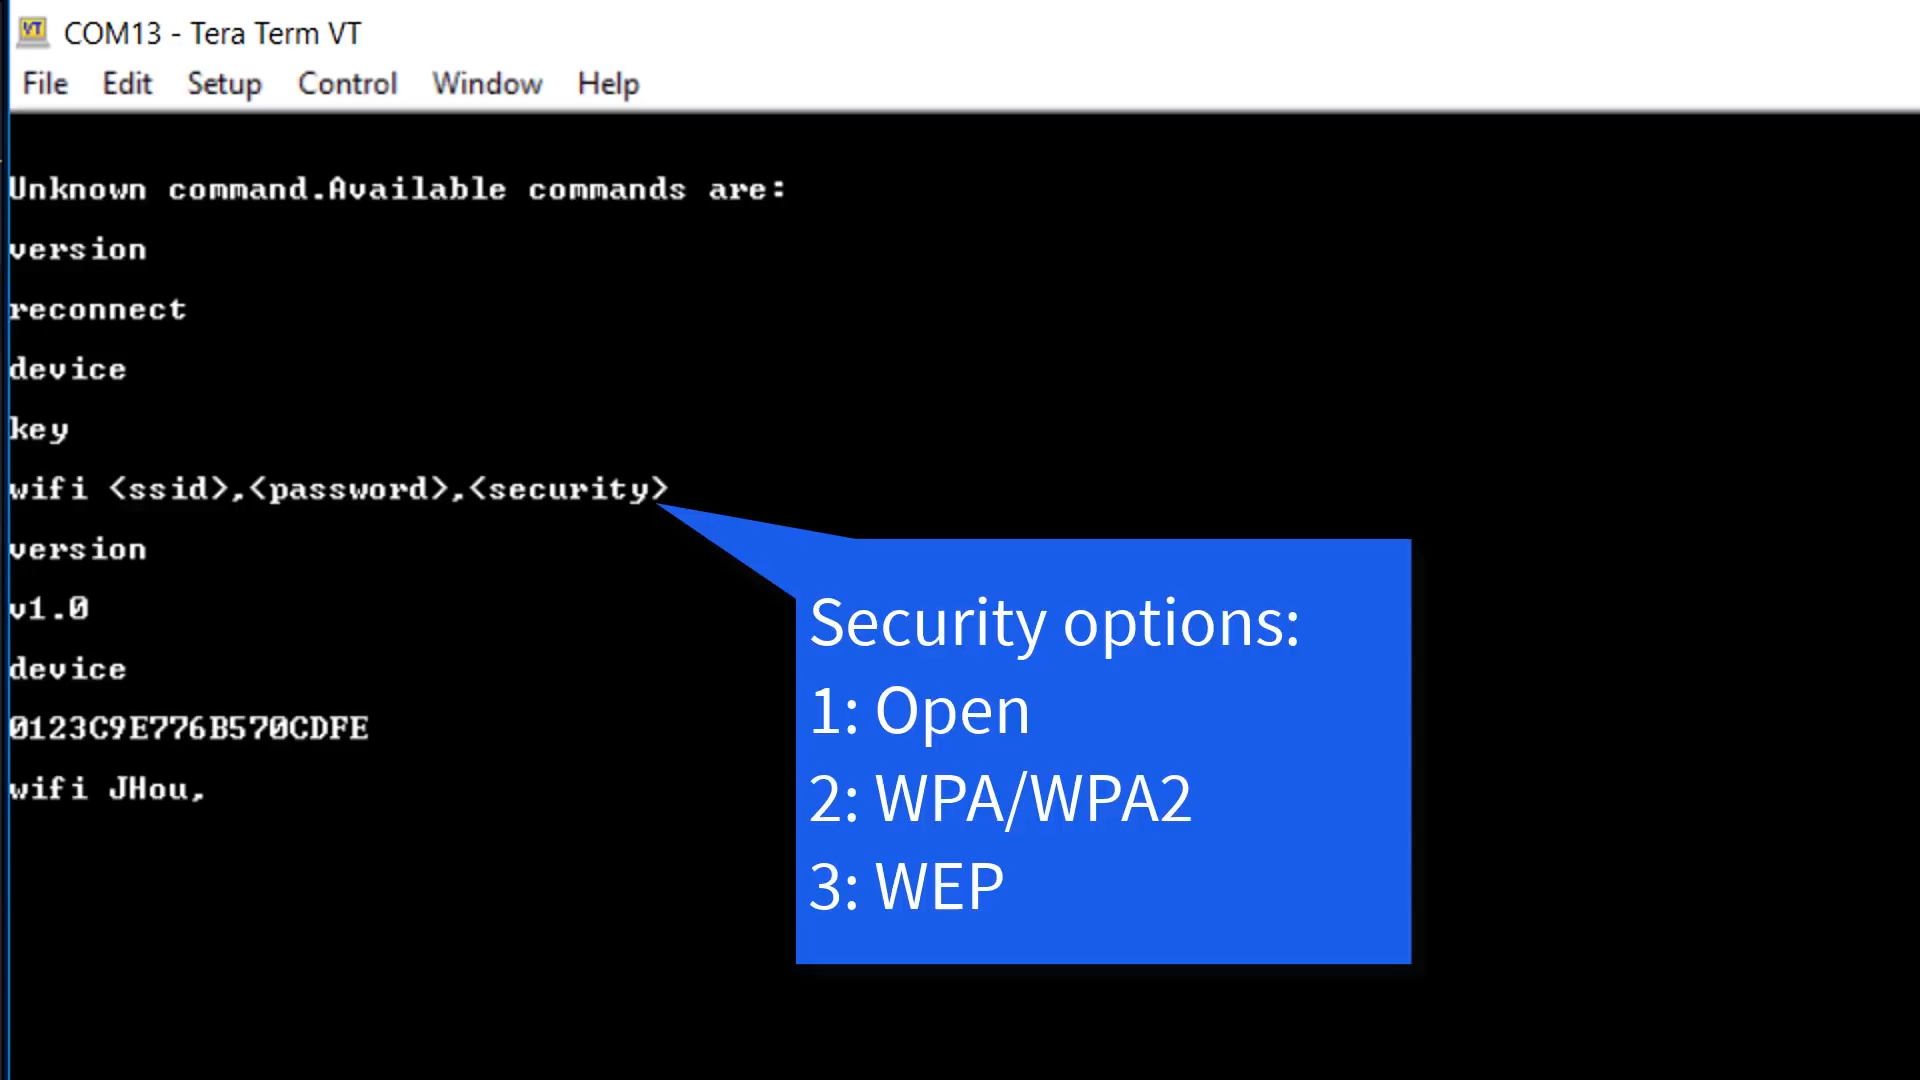 COM13 - Tera Term VT
File Edit Setup Control Window Help
Unknown command.Available commands are:
version
reconnect
device
key
wifi <ssid>,<password>,<security>
version
v1.0
device
0123C9E776B570CDFE
wifi JHou,
Security options:
1: Open
2: WPA/WPA2
3: WEP